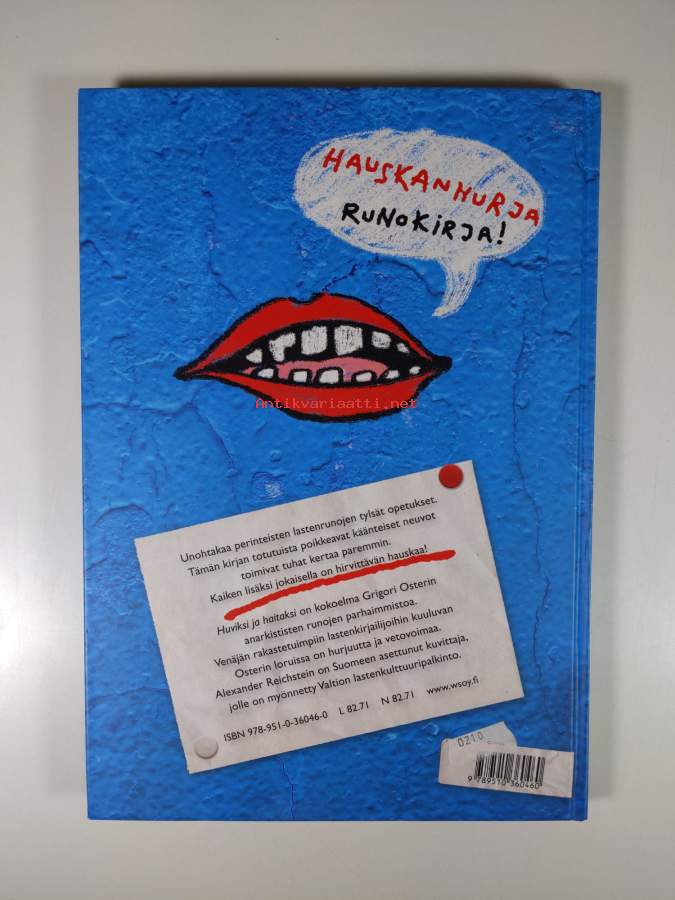 HAUSKANHURJA
RUNOKIRJA!
Antikvariaatti.net
Unohtakaa perinteisten lastenrunojen tylsät opetukset.
Tämän kirjan totutuista poikkeavat käänteiset neuvot
toimivat tuhat kertaa paremmin.
Kaiken lisäksi jokaisella on hirvittävän hauskaa!
Huviksi ja haitaksi on kokoelma Grigori Osterin
anarkististen runojen parhaimmistoa.
Venäjän rakastetuimpiin lastenkirjailijoihin kuuluvan
Osterin loruissa on hurjuutta ja vetovoimaa.
Alexander Reichstein on Suomeen asettunut kuvittaja,
jolle on myönnetty Valtion lastenkulttuuripalkinto.
ISBN 978-951-0-36046-0 L 82.71 N 82.71 www.wsoy.fi
0210
9 789510 360460